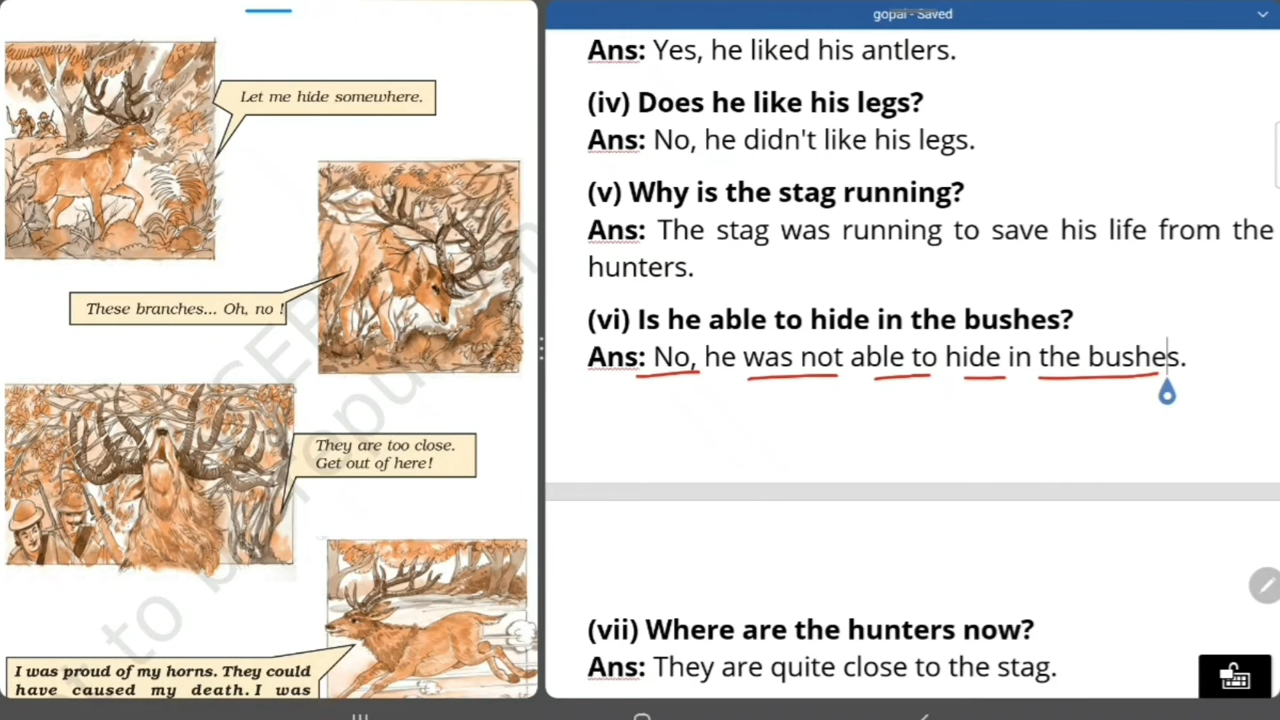 Let me hide somewhere.
These branches... Oh, no !
They are too close.
Get out of here!
I was proud of my horns. They could
have caused my death. I was
gopal - Saved
Ans: Yes, he liked his antlers.
(iv) Does he like his legs?
Ans: No, he didn't like his legs.
(v) Why is the stag running?
Ans: The stag was running to save his life from the
hunters.
(vi) Is he able to hide in the bushes?
Ans: No, he was not able to hide in the bushes.
(vii) Where are the hunters now?
Ans: They are quite close to the stag.